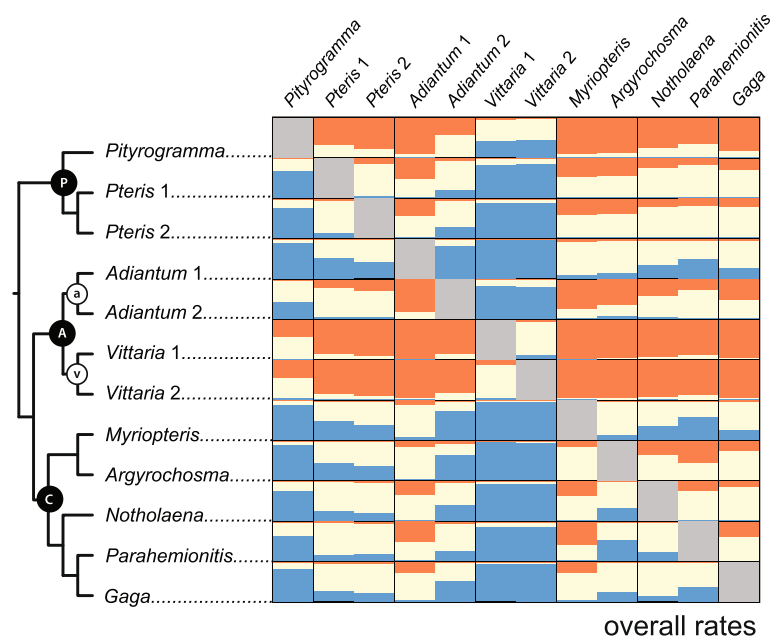 Pityrogramma
Pteris 1
Pteris 2
Adiantum 1
Adiantum 2
Vittaria 1
Vittaria 2
Myriopteris
Argyrochosma
Notholaena
Parahemionitis
Gaga
Pityrogramma
P
Pteris 1
Pteris 2
Adiantum 1
a
Adiantum 2
A
Vittaria 1
v
Vittaria 2
Myriopteris
Argyrochosma
C
Notholaena
Parahemionitis
Gaga
overall rates